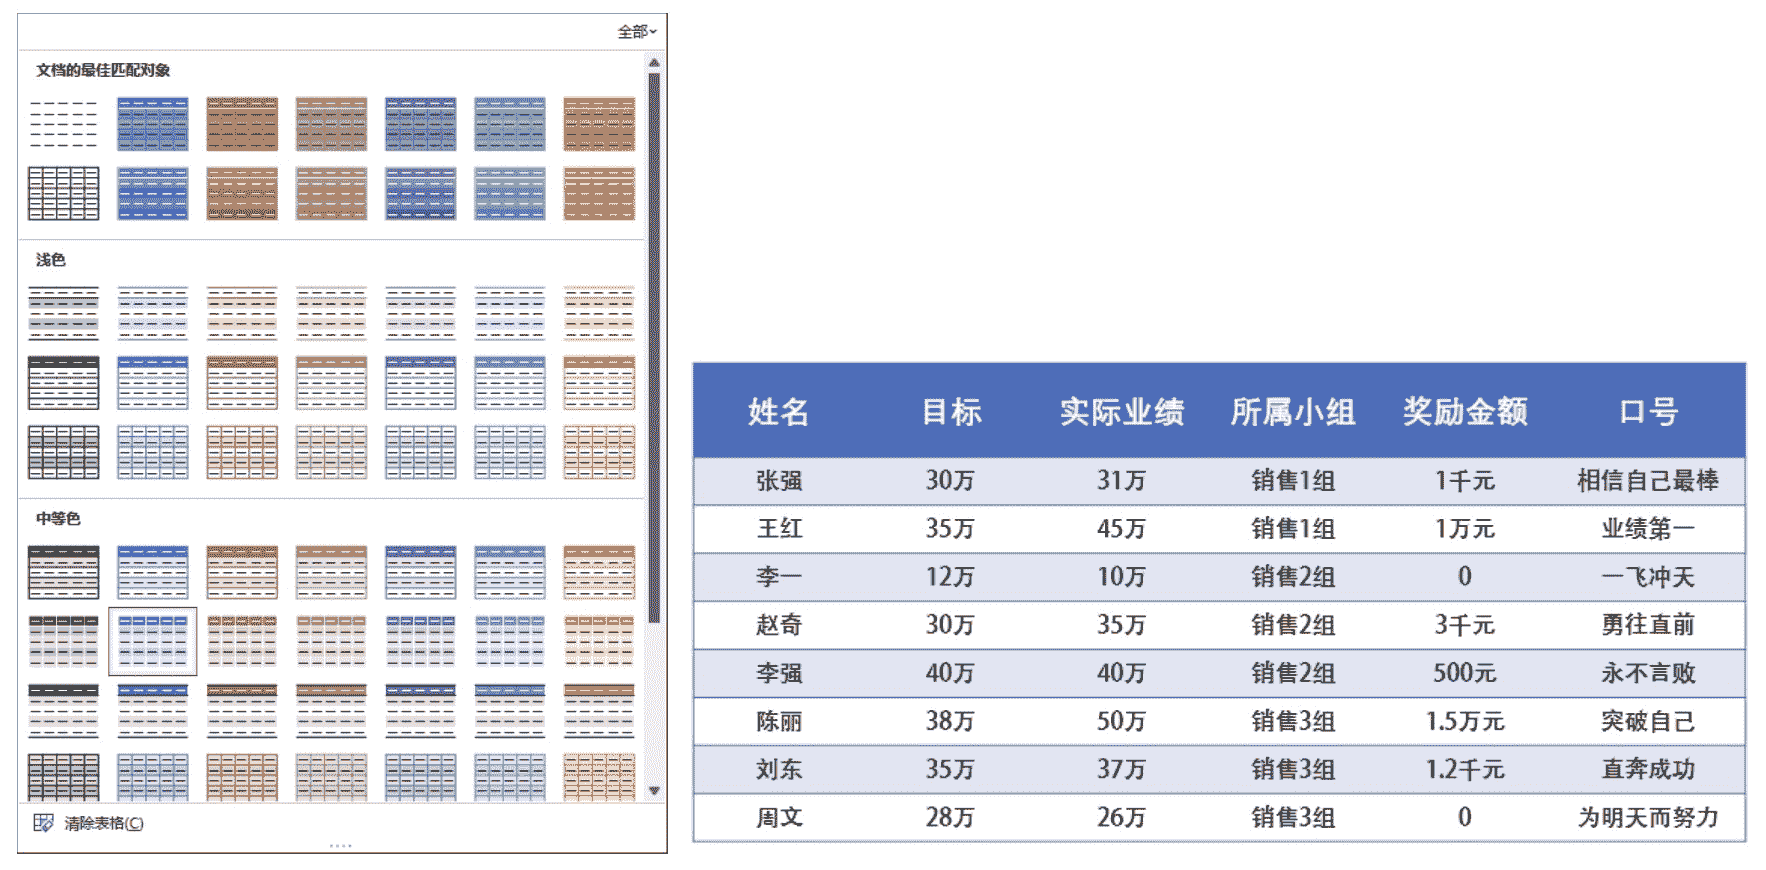 全部
文档的最佳匹配对象
浅色
中等色
清除表格(C)
姓名 目标 实际业绩 所属小组 奖励金额 口号
张强 30万 31万 销售1组 1千元 相信自己最棒
王红 35万 45万 销售1组 1万元 业绩第一
李一 12万 10万 销售2组 0 一飞冲天
赵奇 30万 35万 销售2组 3千元 勇往直前
李强 40万 40万 销售2组 500元 永不言败
陈丽 38万 50万 销售3组 1.5万元 突破自己
刘东 35万 37万 销售3组 1.2千元 直奔成功
周文 28万 26万 销售3组 0 为明天而努力